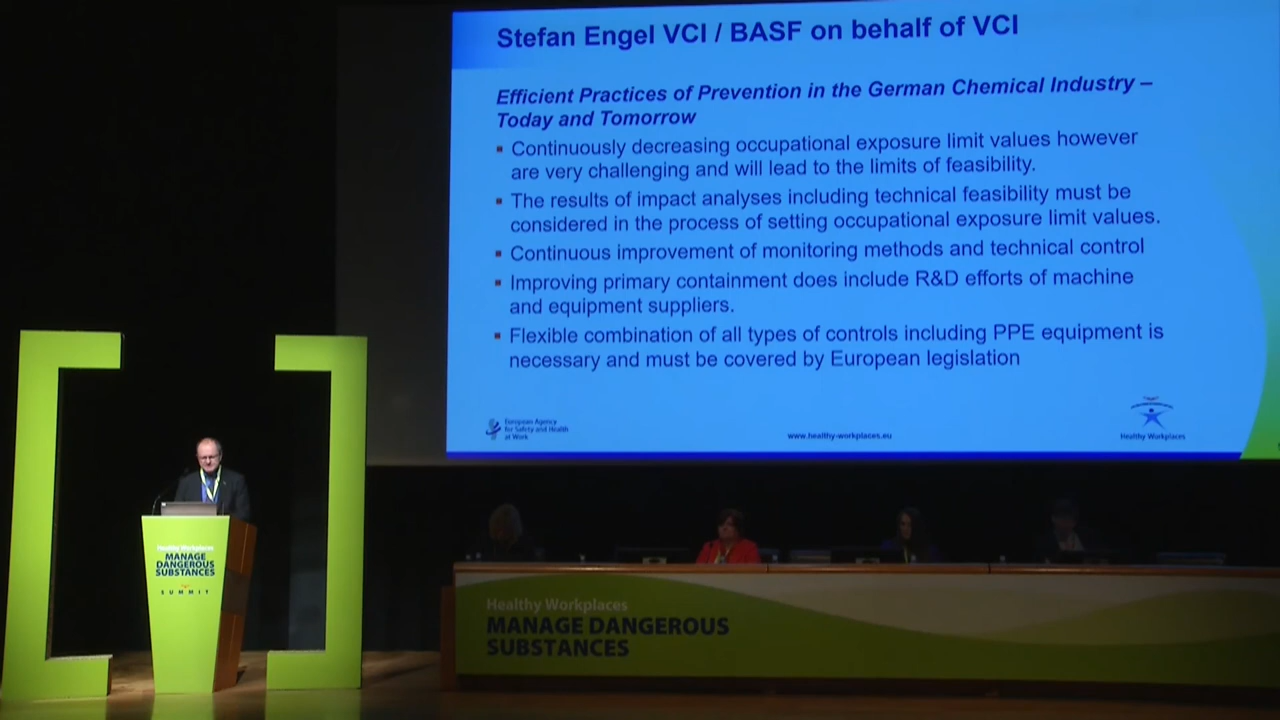 Stefan Engel VCI / BASF on behalf of VCI
Efficient Practices of Prevention in the German Chemical Industry –
Today and Tomorrow
Continuously decreasing occupational exposure limit values however
are very challenging and will lead to the limits of feasibility.
The results of impact analyses including technical feasibility must be
considered in the process of setting occupational exposure limit values.
Continuous improvement of monitoring methods and technical control
Improving primary containment does include R&D efforts of machine
and equipment suppliers.
Flexible combination of all types of controls including PPE equipment is
necessary and must be covered by European legislation
European Agency
for Safety and Health
at Work
www.healthy-workplaces.eu
Healthy Workplaces
Healthy Workplaces
MANAGE
DANGEROUS
SUBSTANCES
SUMMIT
Healthy Workplaces
MANAGE DANGEROUS
SUBSTANCES